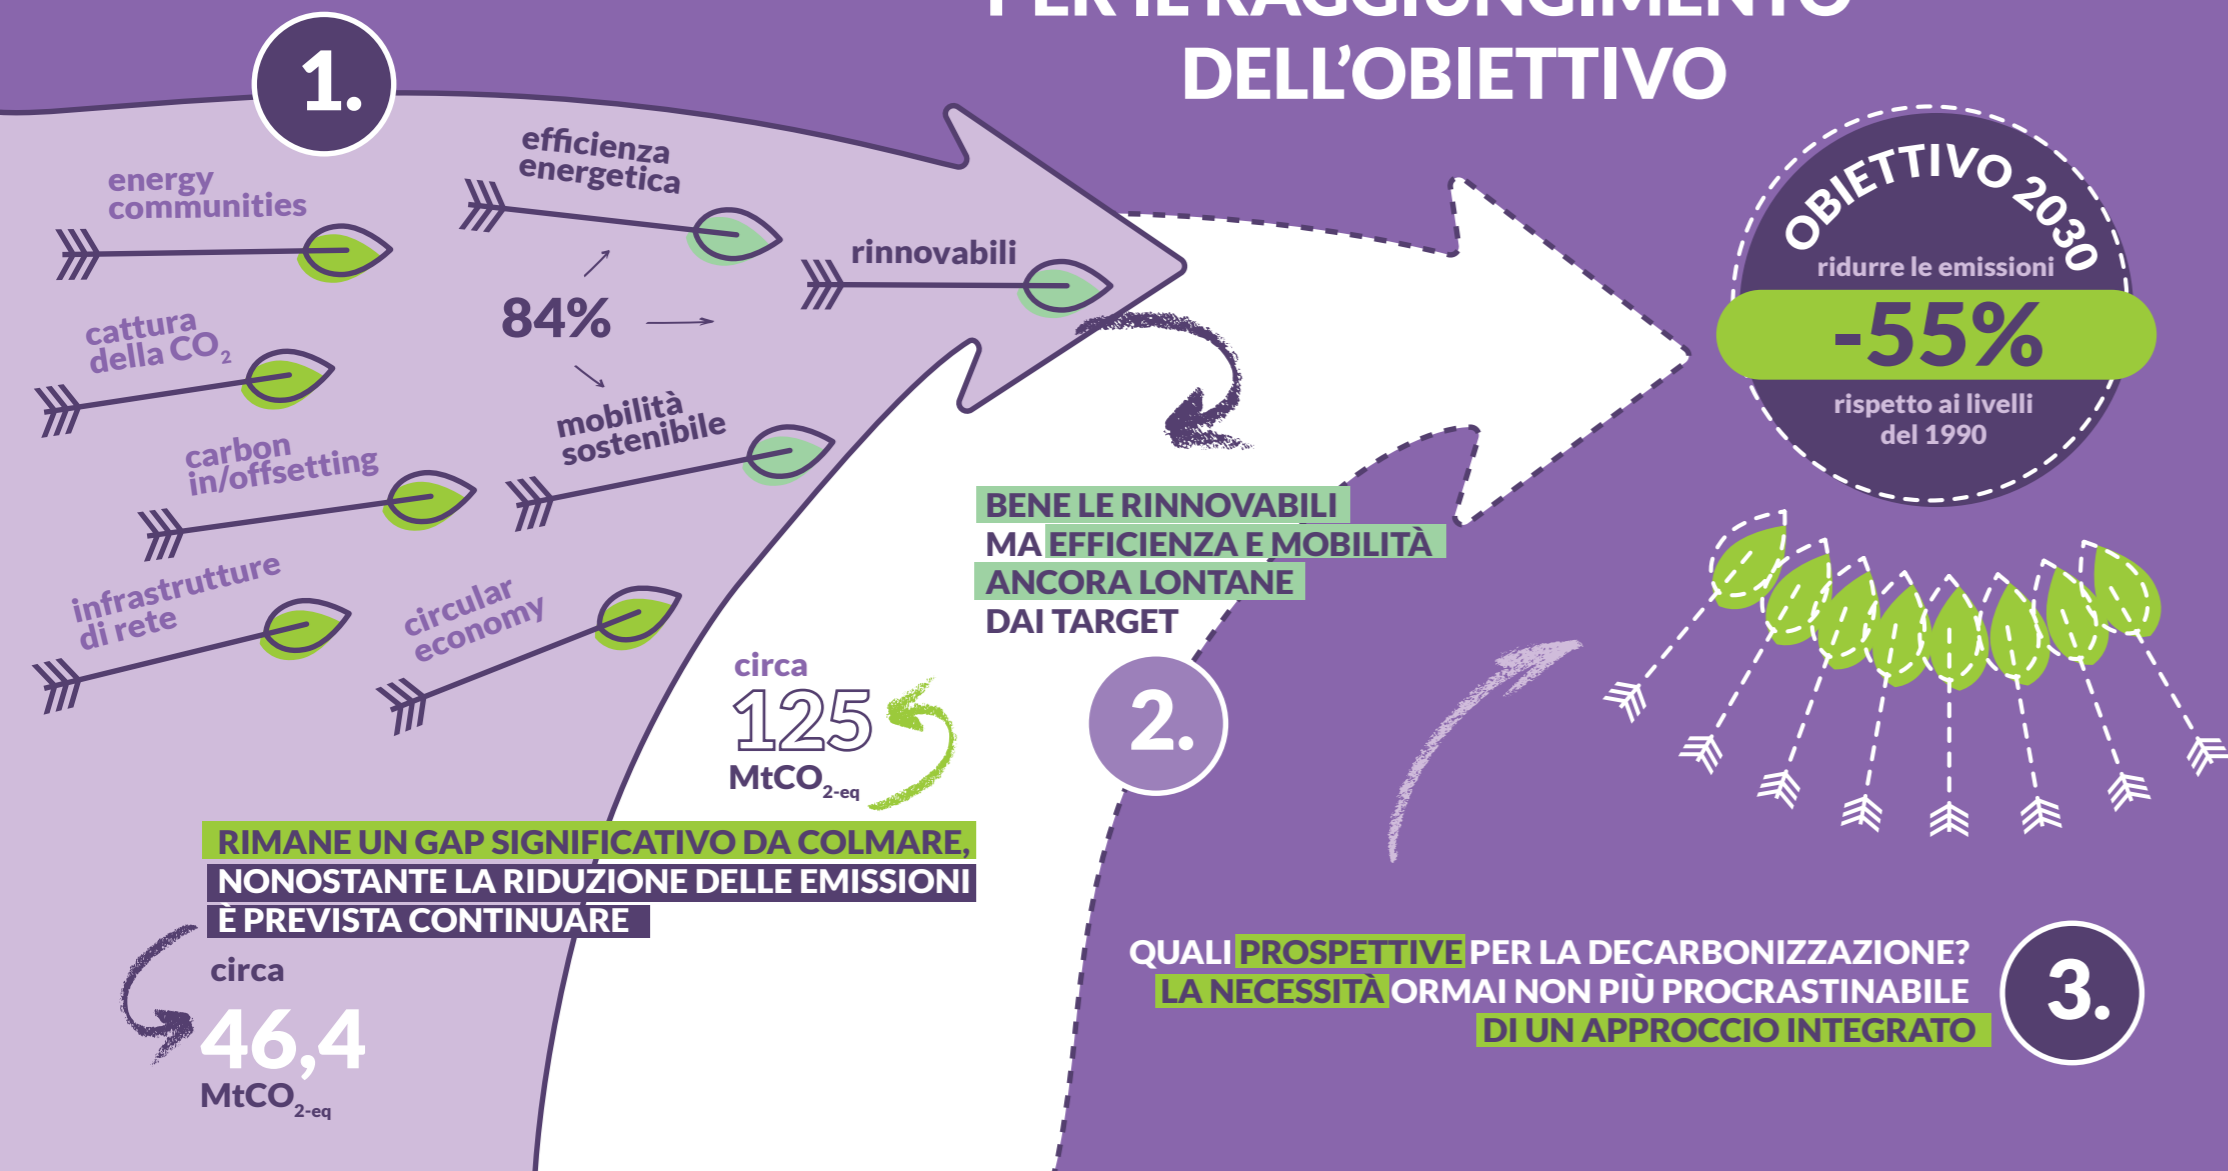 PER IL RAGGIUNGIMENTO
DELL'OBIETTIVO
1.
energy
communities
efficienza
energetica
rinnovabili
84%
cattura
della CO2
mobilità
sostenibile
carbon
in/offsetting
infrastrutture
di rete
circular
economy
OBIETTIVO 2030
ridurre le emissioni
-55%
rispetto ai livelli
del 1990
BENE LE RINNOVABILI
MA EFFICIENZA E MOBILITÀ
ANCORA LONTANE
DAI TARGET
2.
circa
125
MtCO2-eq
RIMANE UN GAP SIGNIFICATIVO DA COLMARE,
NONOSTANTE LA RIDUZIONE DELLE EMISSIONI
È PREVISTA CONTINUARE
circa
46,4
MtCO2-eq
QUALI PROSPETTIVE PER LA DECARBONIZZAZIONE?
LA NECESSITÀ ORMAI NON PIÙ PROCRASTINABILE
DI UN APPROCCIO INTEGRATO
3.